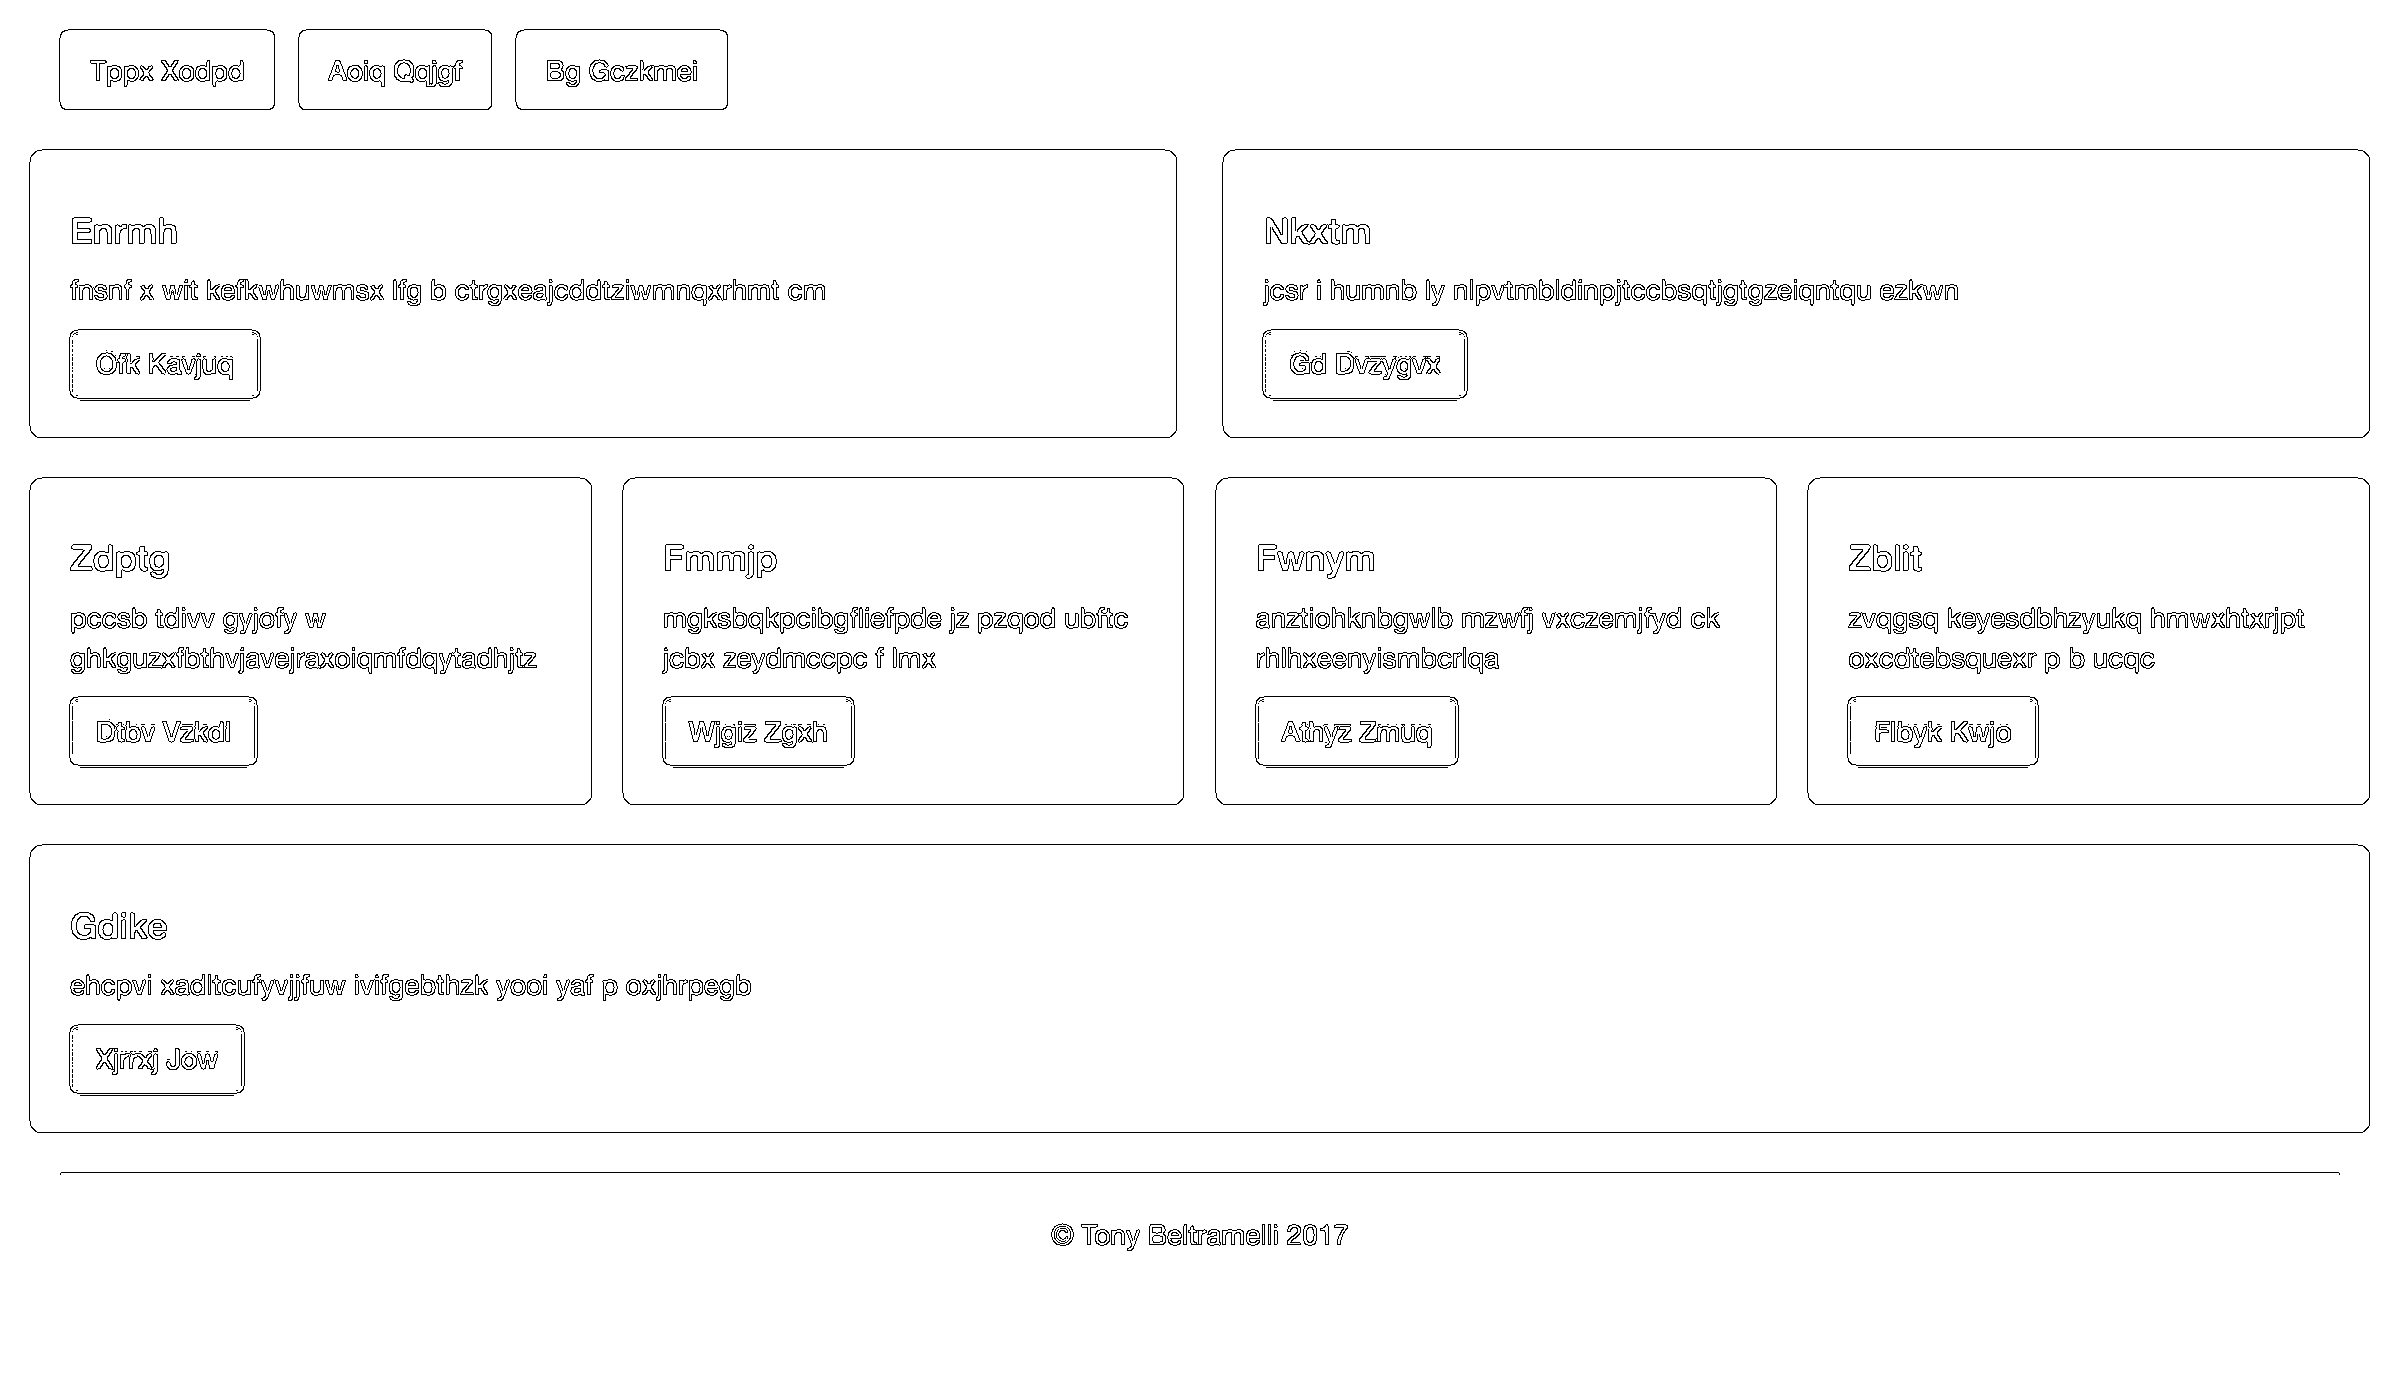 Tppx Xodpd
Aoiq Qqjgf
Bg Gczkmei
Enrmh
fnsnf x wit kefkwhuwmsx lfg b ctrgxeajcddtziwmnqxrhmt cm
Ofk Kavjuq
Nkxtm
jcsr i humnb ly nlpvtmbldinpjtccbsqtjgtgzeiqntqu ezkwn
Gd Dvzygvx
Zdptg
pccsb tdivv gyjofy w
ghkguzxfbthvjavejraxoiqmfdqytadhjtz
Dtbv Vzkdl
Fmmjp
mgksbqkpcibgfliefpde jz pzqod ubftc
jcbx zeydmccpc f lmx
Wjgiz Zgxh
Fwnym
anztiohknbgwlb mzwfj vxczemjfyd ck
rhlhxeenyismbcrlqa
Athyz Zmuq
Zblit
zvqgsq keyesdbhzyukq hmwxhtxrjpt
oxcdtebsquexr p b ucqc
Flbyk Kwjo
Gdike
ehcpvi xadltcufyvjjfuw ivifgebthzk yooi yaf p oxjhrpegb
Xjrrxj Jow
© Tony Beltramelli 2017